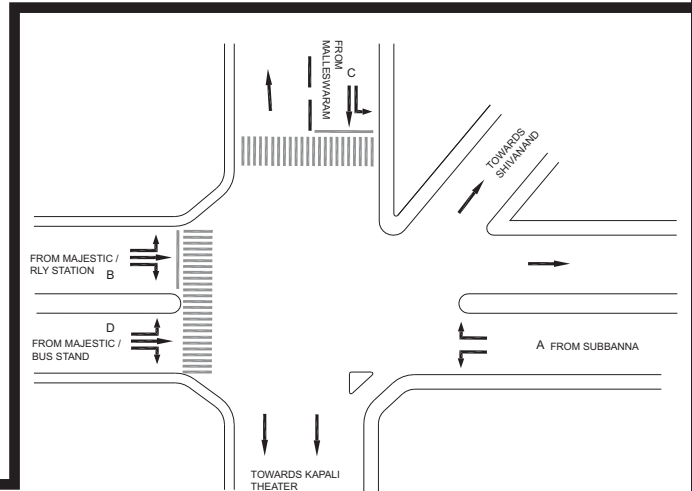 FROM
MALLESWARAM
C
TOWARDS
SHIVANAND
FROM MAJESTIC /
RLY STATION B
D
FROM MAJESTIC /
BUS STAND
A FROM SUBBANNA
TOWARDS KAPALI
THEATER